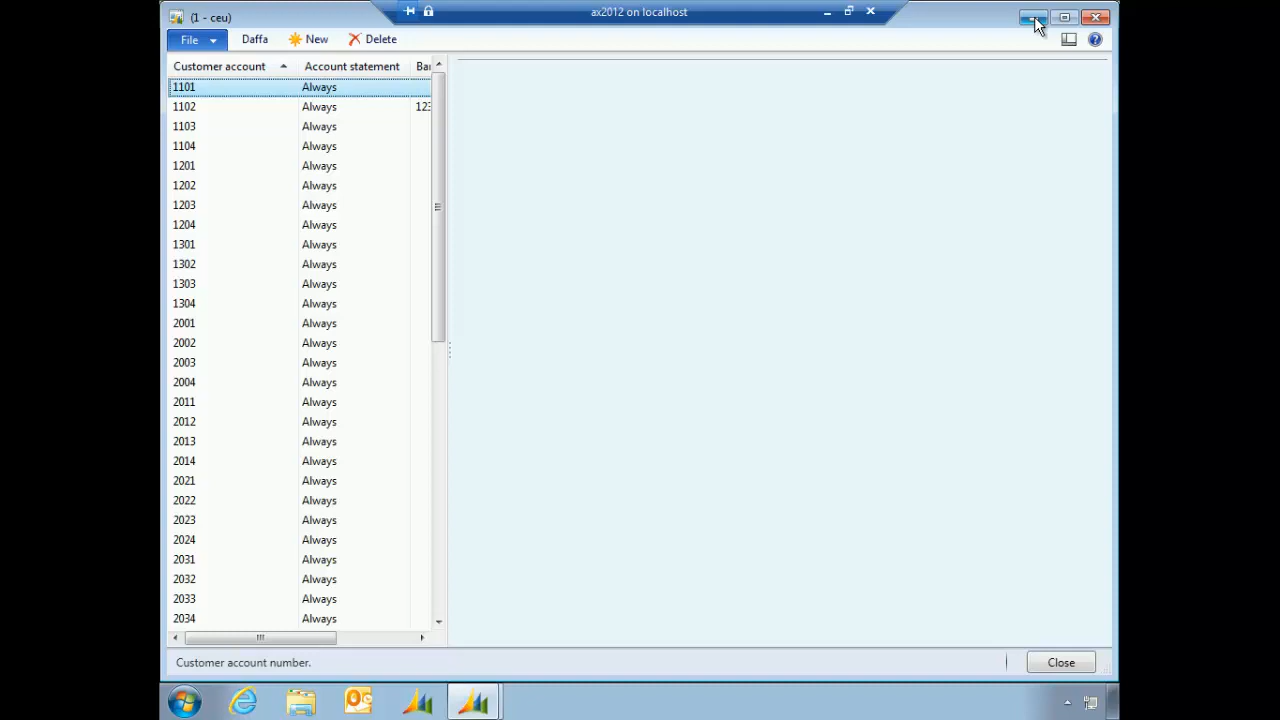 (1 - ceu)
ax2012 on localhost
File Daffa New Delete
Customer account Account statement Ba
1101 Always
1102 Always 123
1103 Always
1104 Always
1201 Always
1202 Always
1203 Always
1204 Always
1301 Always
1302 Always
1303 Always
1304 Always
2001 Always
2002 Always
2003 Always
2004 Always
2011 Always
2012 Always
2013 Always
2014 Always
2021 Always
2022 Always
2023 Always
2024 Always
2031 Always
2032 Always
2033 Always
2034 Always
Customer account number.
Close